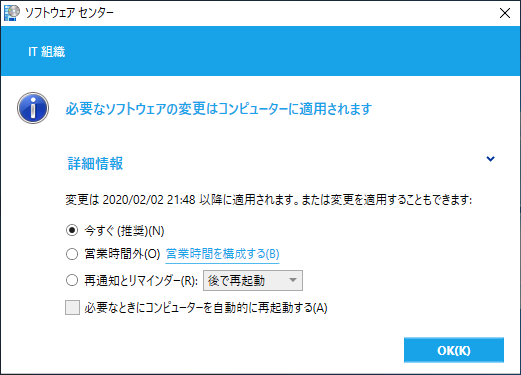 ソフトウェア センター
IT 組織
必要なソフトウェアの変更はコンピューターに適用されます
詳細情報
変更は 2020/02/02 21:48 以降に適用されます。または変更を適用することもできます:
今すぐ (推奨)(N)
営業時間外(O) 営業時間を構成する(B)
再通知とリマインダー(R): 後で再起動
必要なときにコンピューターを自動的に再起動する(A)
OK(K)